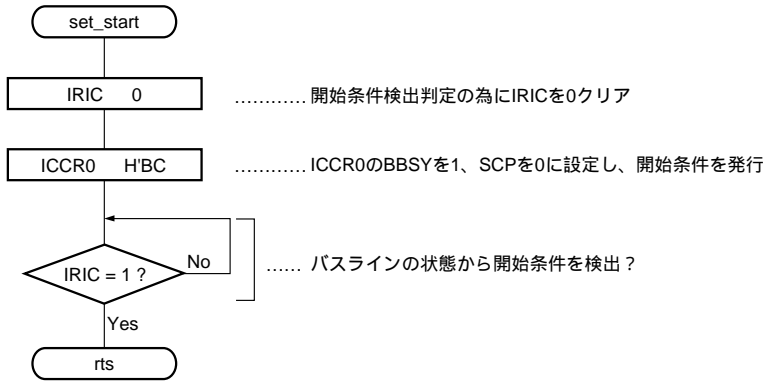 set_start
IRIC 0 ………… 開始条件検出判定の為にIRICを0クリア
ICCR0 H'BC ………… ICCR0のBBSYを1、SCPを0に設定し、開始条件を発行
No
IRIC = 1 ? …… バスラインの状態から開始条件を検出？
Yes
rts